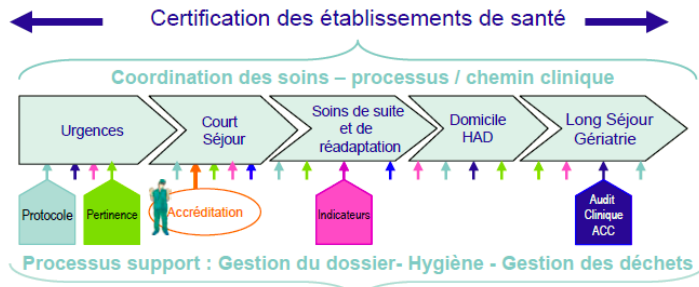 Certification des établissements de santé
Coordination des soins – processus / chemin clinique
Urgences
Court
Séjour
Soins de suite
et de
réadaptation
Domicile
HAD
Long Séjour
Gériatrie
Protocole
Pertinence
Accréditation
Indicateurs
Audit
Clinique
ACC
Processus support : Gestion du dossier- Hygiène - Gestion des déchets